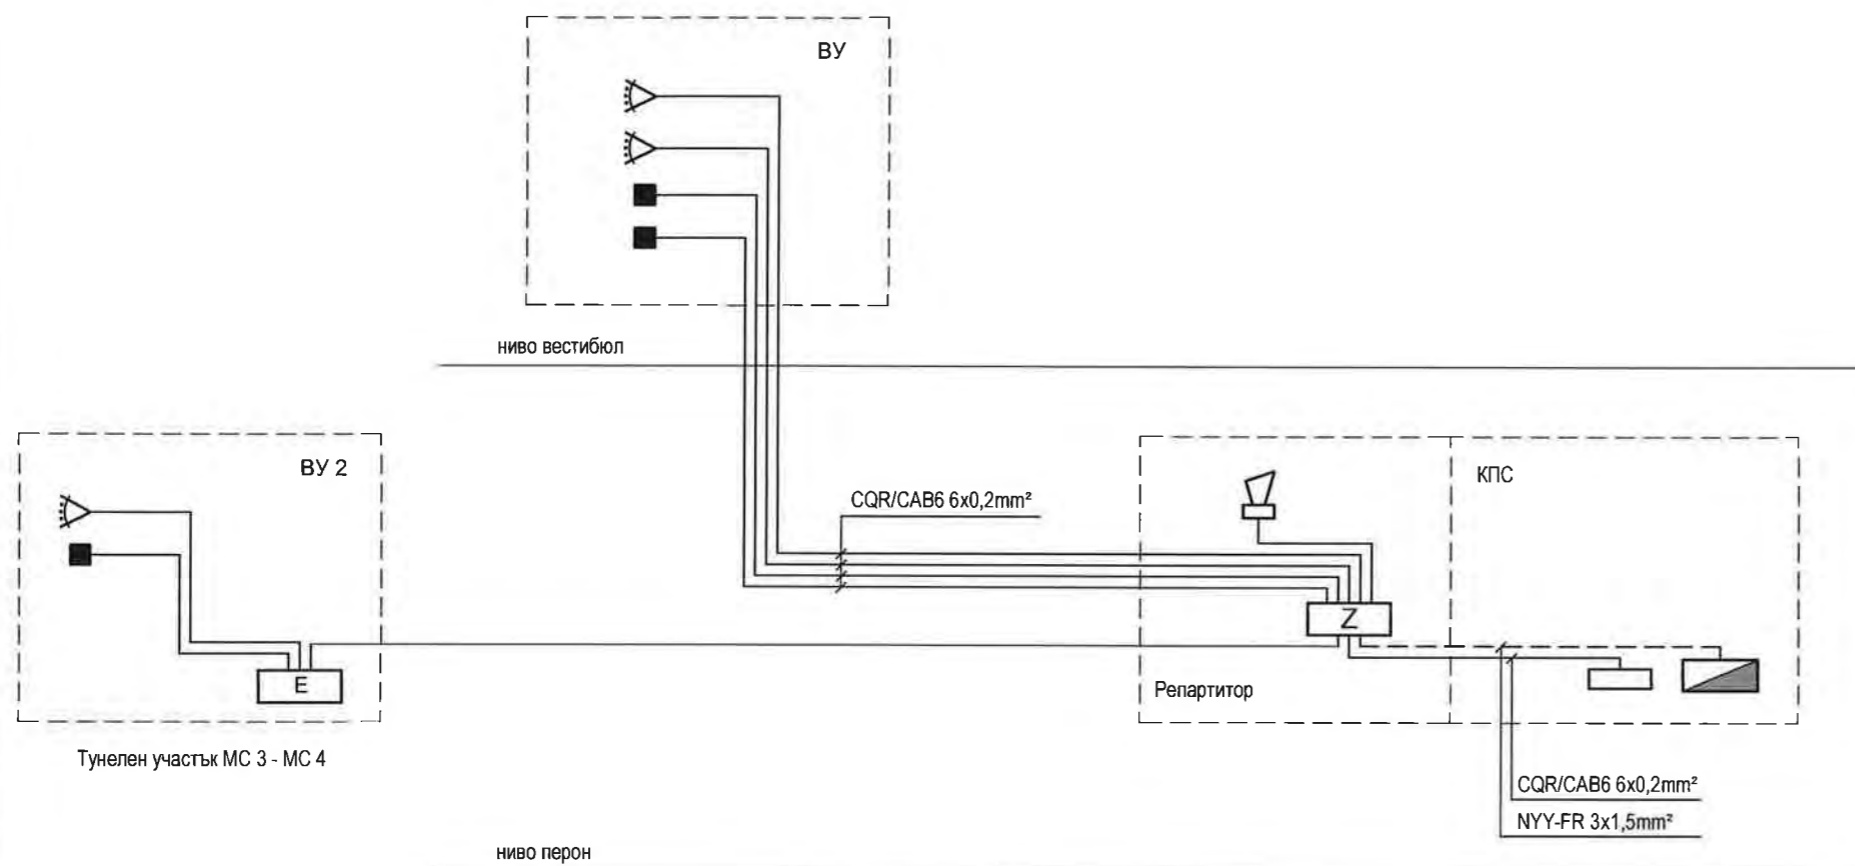 ВУ
ниво вестибюл
ВУ 2
КПС
CQR/CAB6 6x0,2mm²
Z
E
Репартитор
Тунелен участък МС 3 - МС 4
CQR/CAB6 6x0,2mm²
NYY-FR 3x1,5mm²
ниво перон